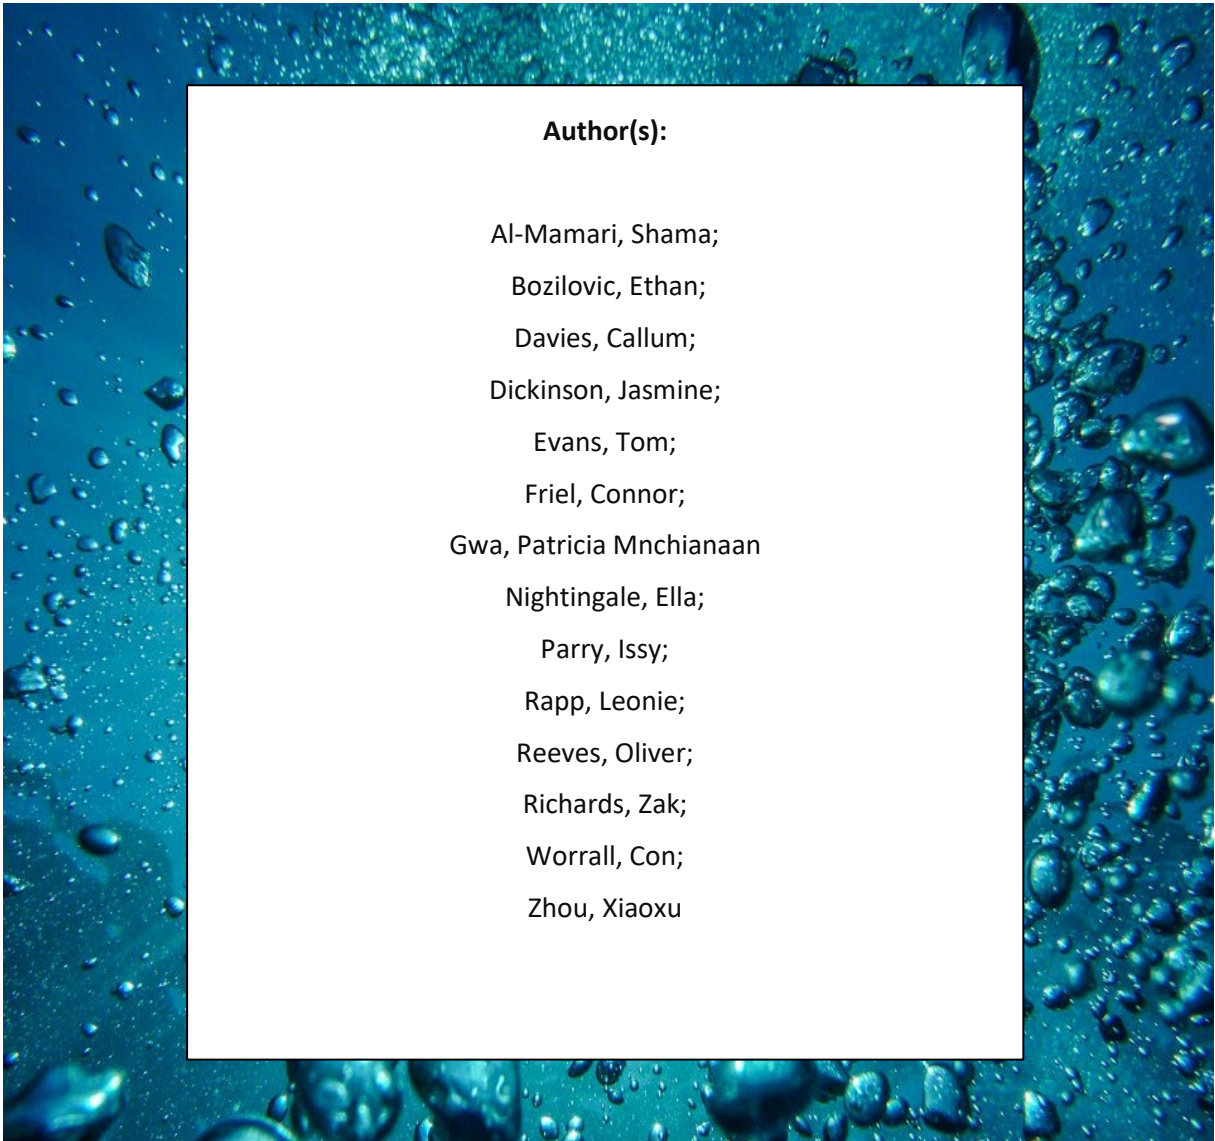 Author(s):
Al-Mamari, Shama;
Bozilovic, Ethan;
Davies, Callum;
Dickinson, Jasmine;
Evans, Tom;
Friel, Connor;
Gwa, Patricia Mnchianaan
Nightingale, Ella;
Parry, Issy;
Rapp, Leonie;
Reeves, Oliver;
Richards, Zak;
Worrall, Con;
Zhou, Xiaoxu